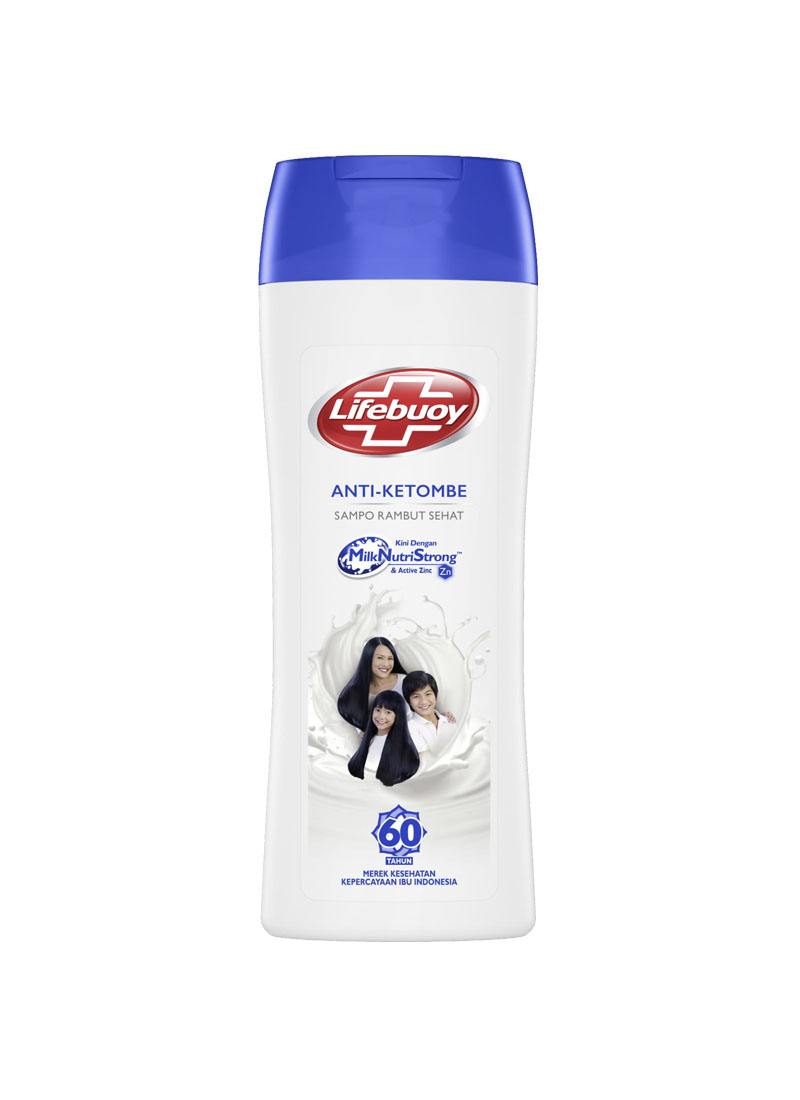 Lifebuoy
ANTI-KETOMBE
SAMPO RAMBUT SEHAT
Kini Dengan
MilkNutriStrong™
& Active Zinc Zn
60
TAHUN
MEREK KESEHATAN
KEPERCAYAAN IBU INDONESIA